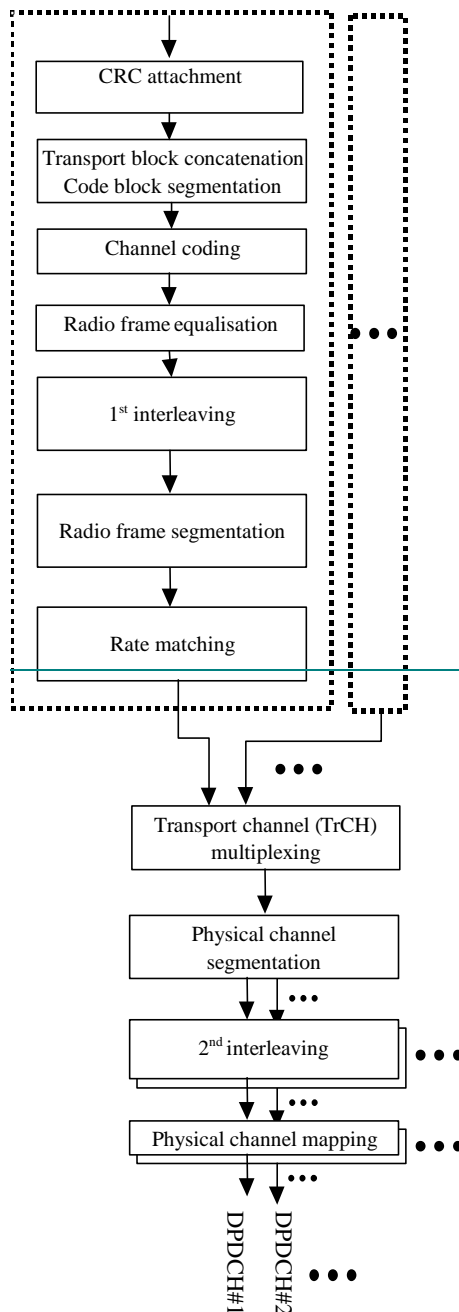 CRC attachment
Transport block concatenation
Code block segmentation
Channel coding
Radio frame equalisation
1st interleaving
Radio frame segmentation
Rate matching
Transport channel (TrCH)
multiplexing
Physical channel
segmentation
2nd interleaving
Physical channel mapping
DPDCH#1
DPDCH#2